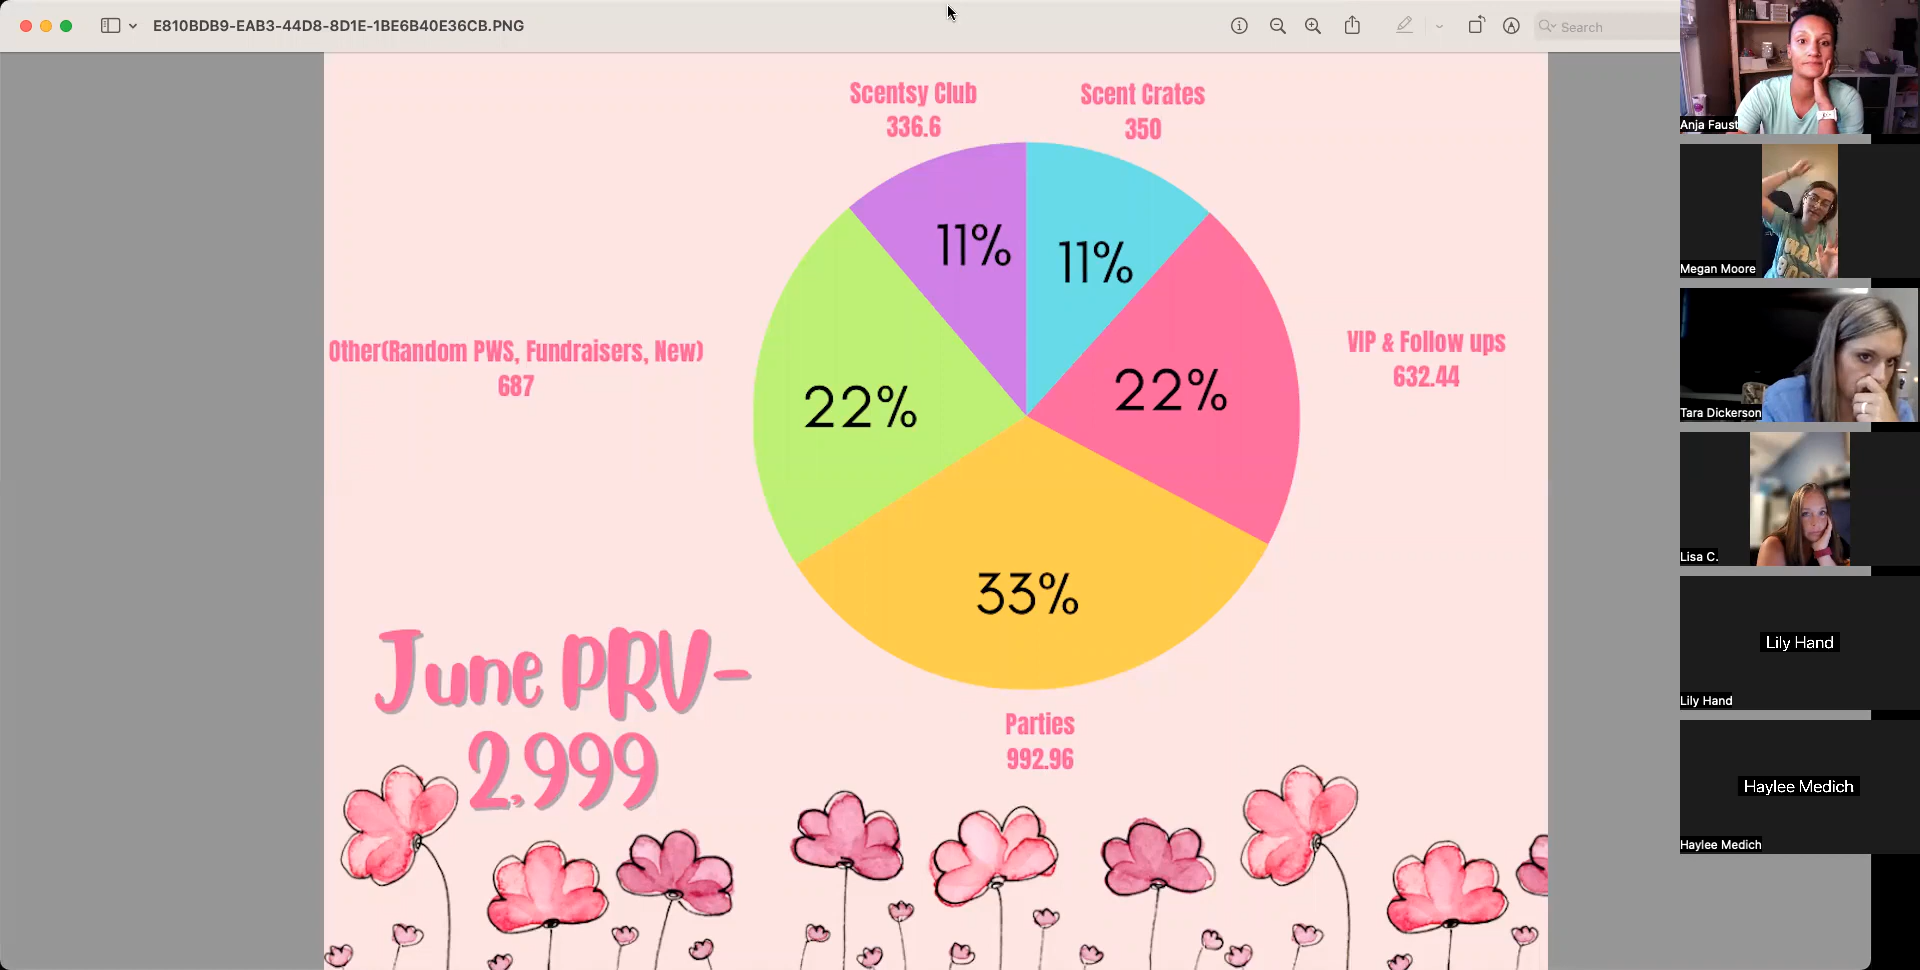 E810BDB9-EAB3-44D8-8D1E-1BE6B40E36CB.PNG
Search
Scentsy Club
336.6
Scent Crates
350
11%
11%
Other(Random PWS, Fundraisers, New)
687
VIP & Follow ups
632.44
22%
22%
33%
June PRV-
2,999
Parties
992.96
Anja Faust
Megan Moore
Tara Dickerson
Lisa C.
Lily Hand
Lily Hand
Haylee Medich
Haylee Medich